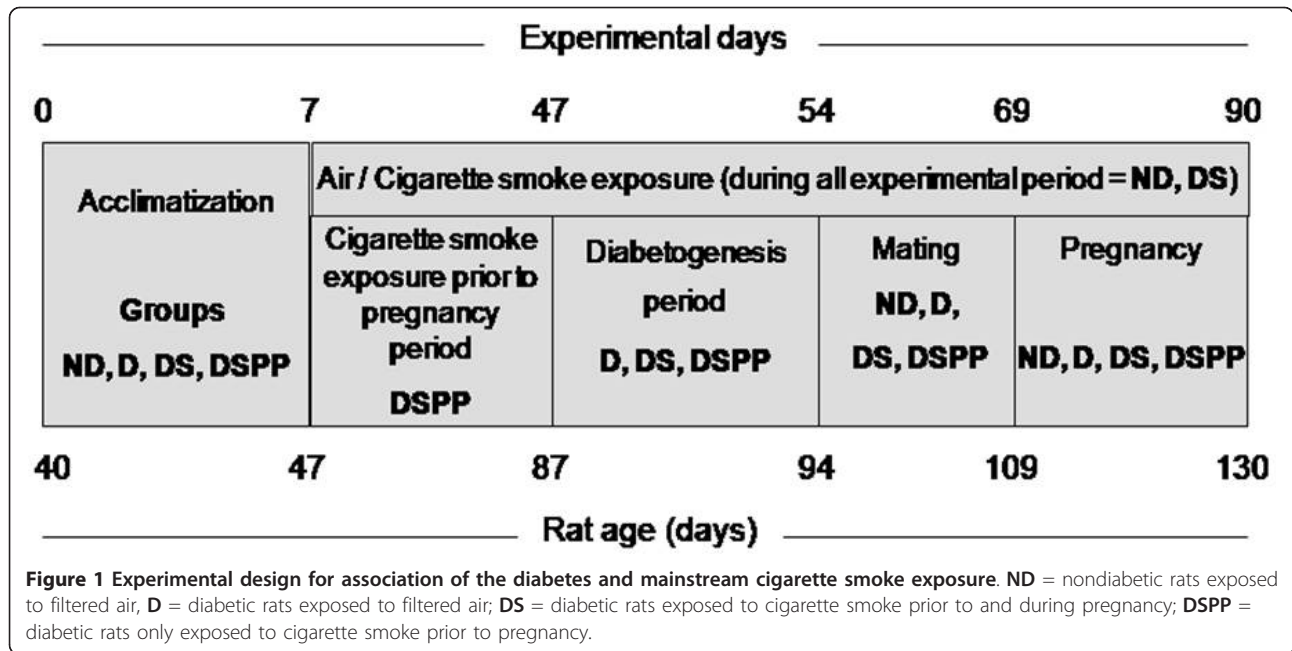 Experimental days
0 7 47 54 69 90
Acclimatization
Groups
ND, D, DS, DSPP
Air / Cigarette smoke exposure (during all experimental period = ND, DS)
Cigarette smoke
exposure prior to
pregnancy
period
DSPP
Diabetogenesis
period
D, DS, DSPP
Mating
ND, D,
DS, DSPP
Pregnancy
ND, D, DS, DSPP
40 47 87 94 109 130
Rat age (days)
Figure 1 Experimental design for association of the diabetes and mainstream cigarette smoke exposure. ND = nondiabetic rats exposed
to filtered air, D = diabetic rats exposed to filtered air; DS = diabetic rats exposed to cigarette smoke prior to and during pregnancy; DSPP =
diabetic rats only exposed to cigarette smoke prior to pregnancy.